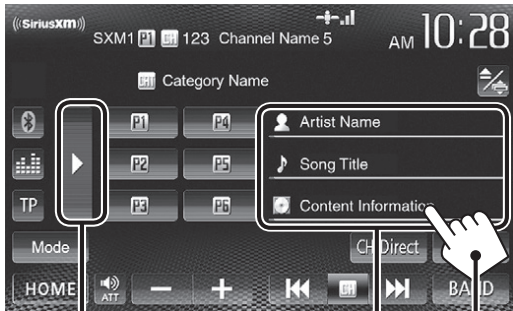 ((SiriusXM))
SXM1 P1 CH 123 Channel Name 5 AM 10:28
CH Category Name
P1 P4 Artist Name
P2 P5 Song Title
TP P3 P6 Content Information
Mode CH Direct
HOME ATT − + CH BAND